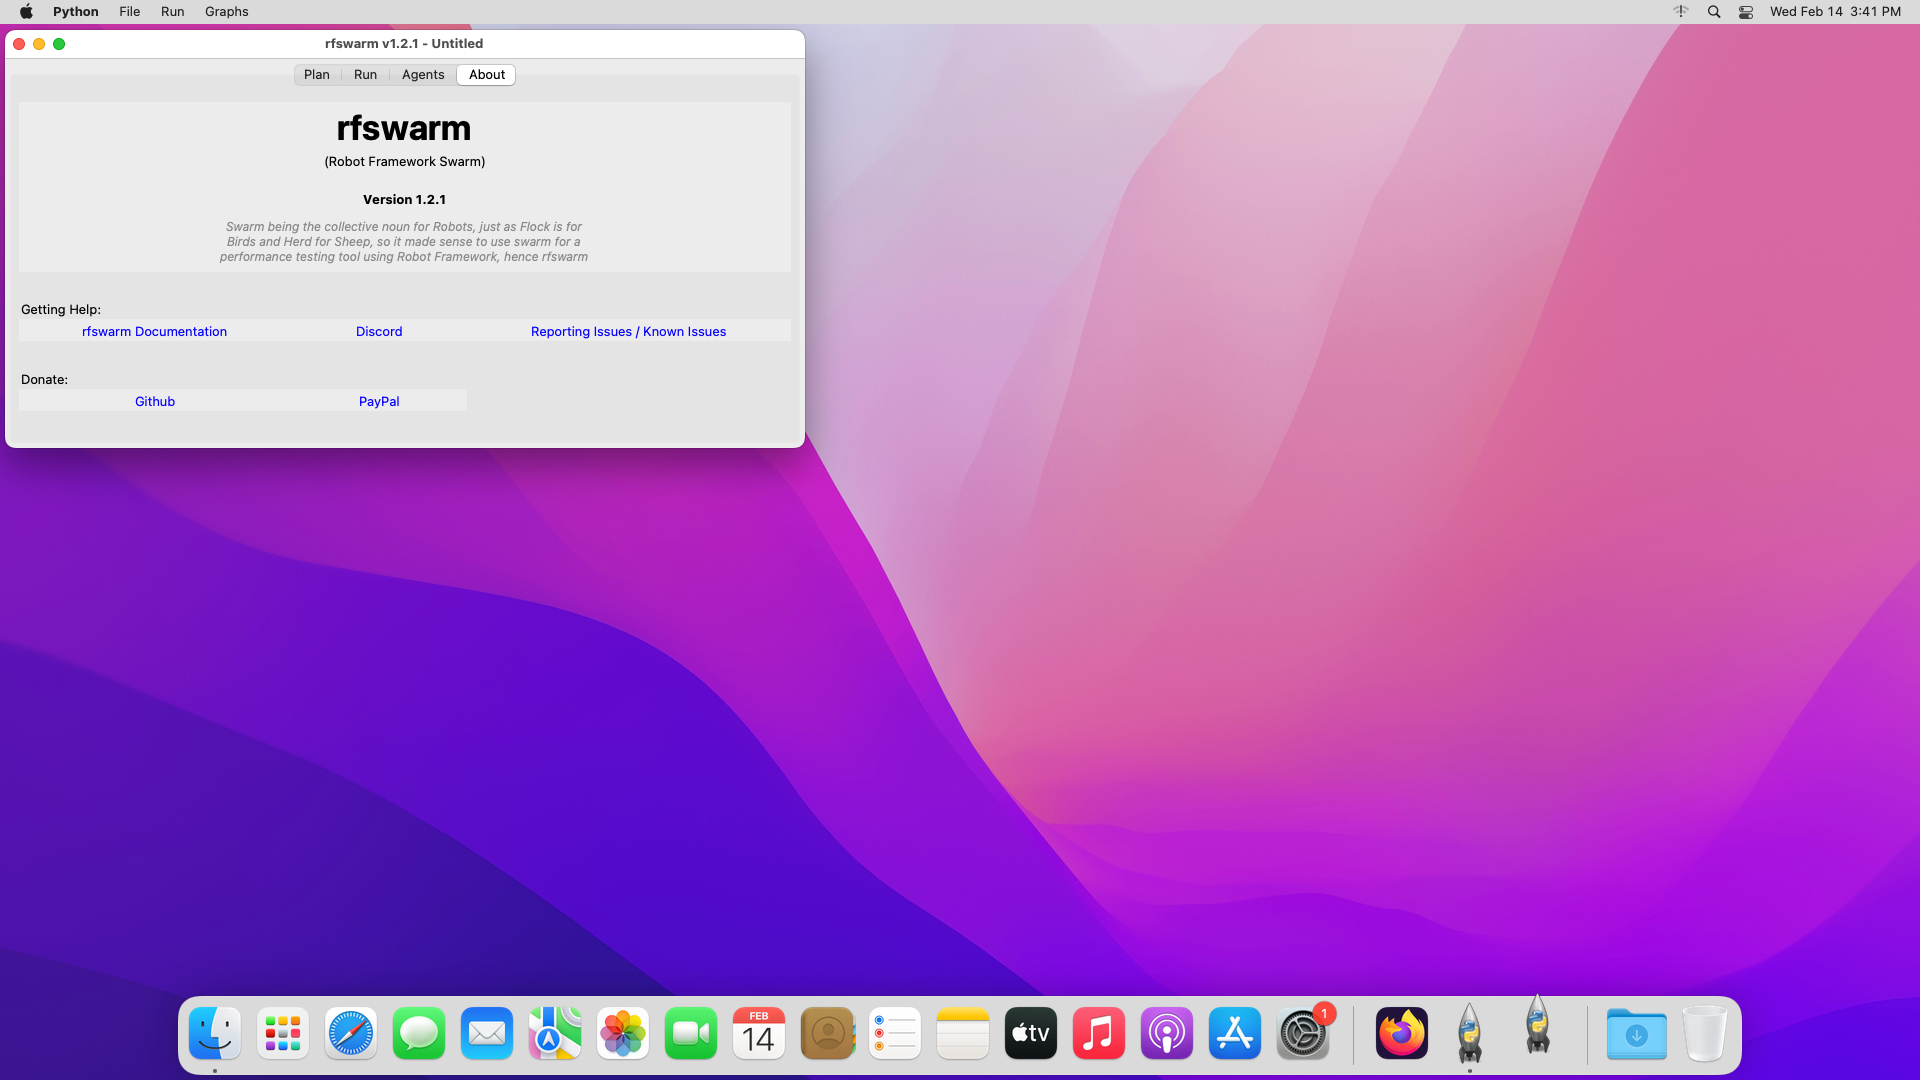 Python File Run Graphs Wed Feb 14 3:41 PM
rfswarm v1.2.1 - Untitled
Plan Run Agents About
rfswarm
(Robot Framework Swarm)
Version 1.2.1
Swarm being the collective noun for Robots, just as Flock is for
Birds and Herd for Sheep, so it made sense to use swarm for a
performance testing tool using Robot Framework, hence rfswarm
Getting Help:
rfswarm Documentation Discord Reporting Issues / Known Issues
Donate:
Github PayPal
FEB
14
tv
1